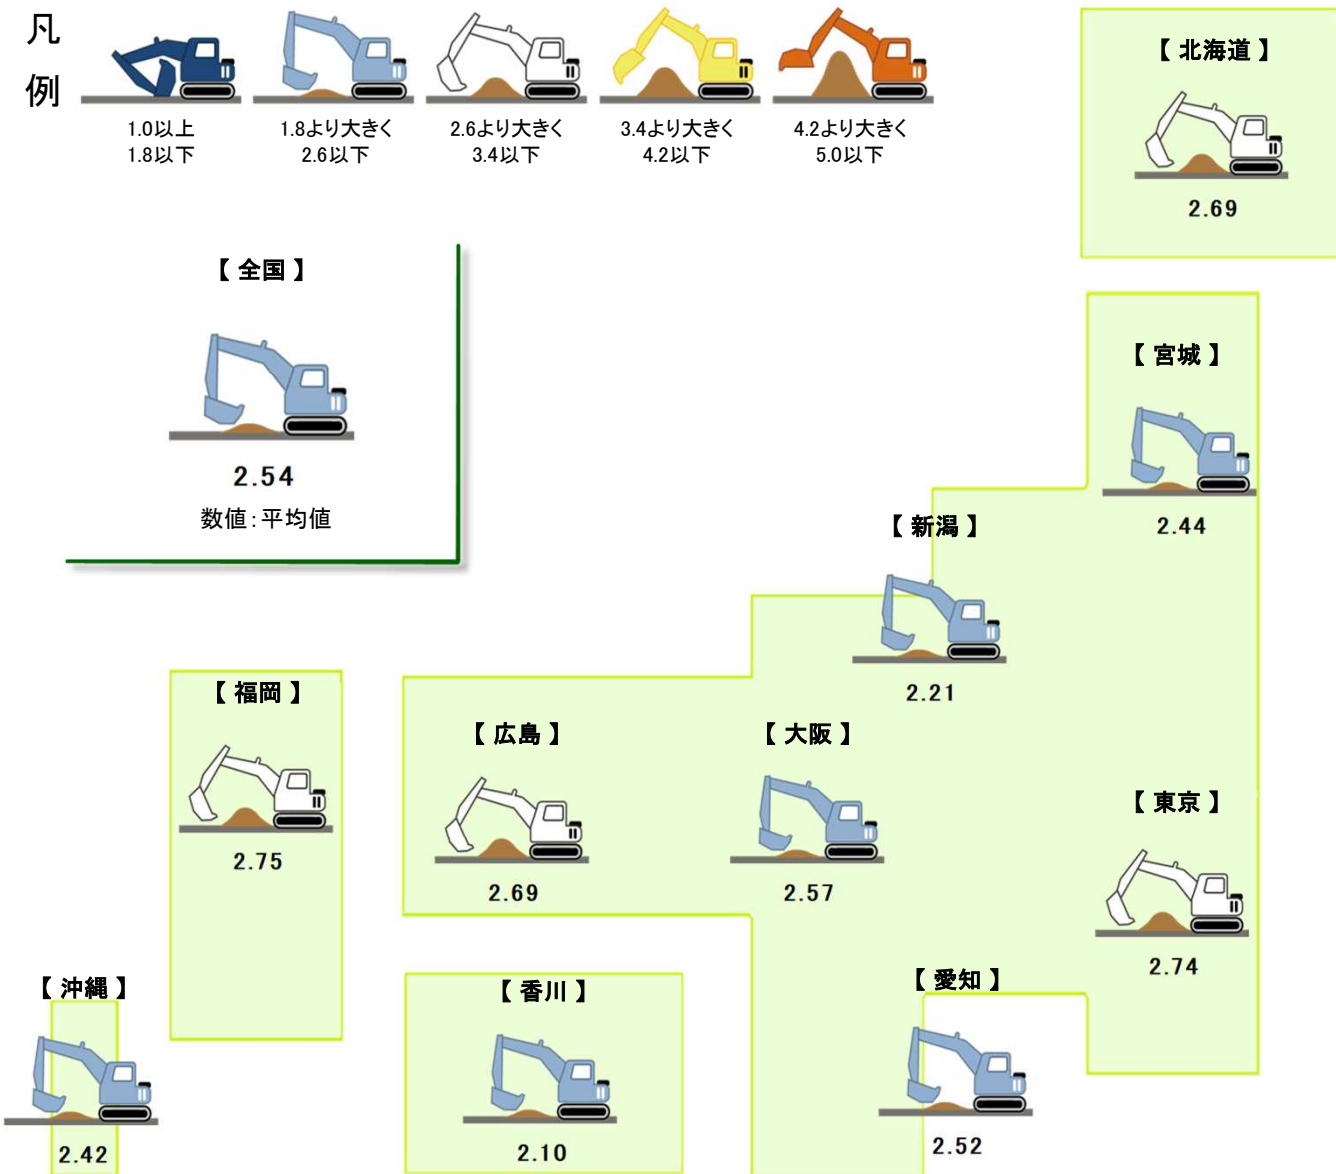 凡例
1.0以上
1.8以下
1.8より大きく
2.6以下
2.6より大きく
3.4以下
3.4より大きく
4.2以下
4.2より大きく
5.0以下
【 北海道 】
2.69
【 全国 】
2.54
数値：平均値
【 宮城 】
2.44
【 新潟 】
2.21
【 福岡 】
2.75
【 広島 】
2.69
【 大阪 】
2.57
【 東京 】
2.74
【 沖縄 】
2.42
【 香川 】
2.10
【 愛知 】
2.52